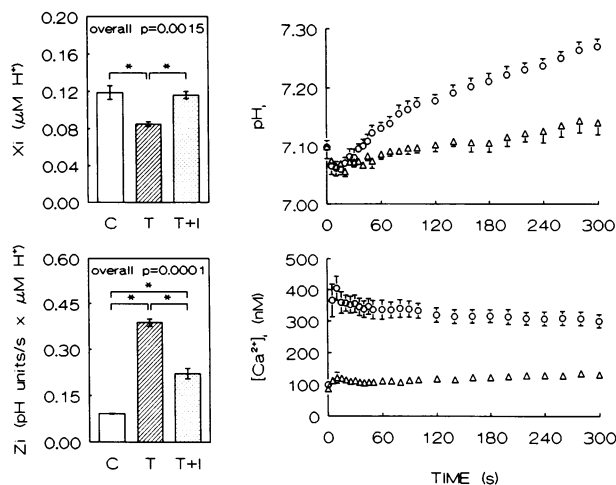 0.20
0.16
0.12
0.08
0.04
0.00
Xi (μM H⁺)
overall p=0.0015
*
*
C
T
T+I
0.60
0.45
0.30
0.15
0.00
Zi (pH units/s × μM H⁺)
overall p=0.0001
*
*
*
C
T
T+I
7.30
7.20
7.10
7.00
pHᵢ
0
60
120
180
240
300
500
400
300
200
100
0
[Ca²⁺]ᵢ (nM)
0
60
120
180
240
300
TIME (s)